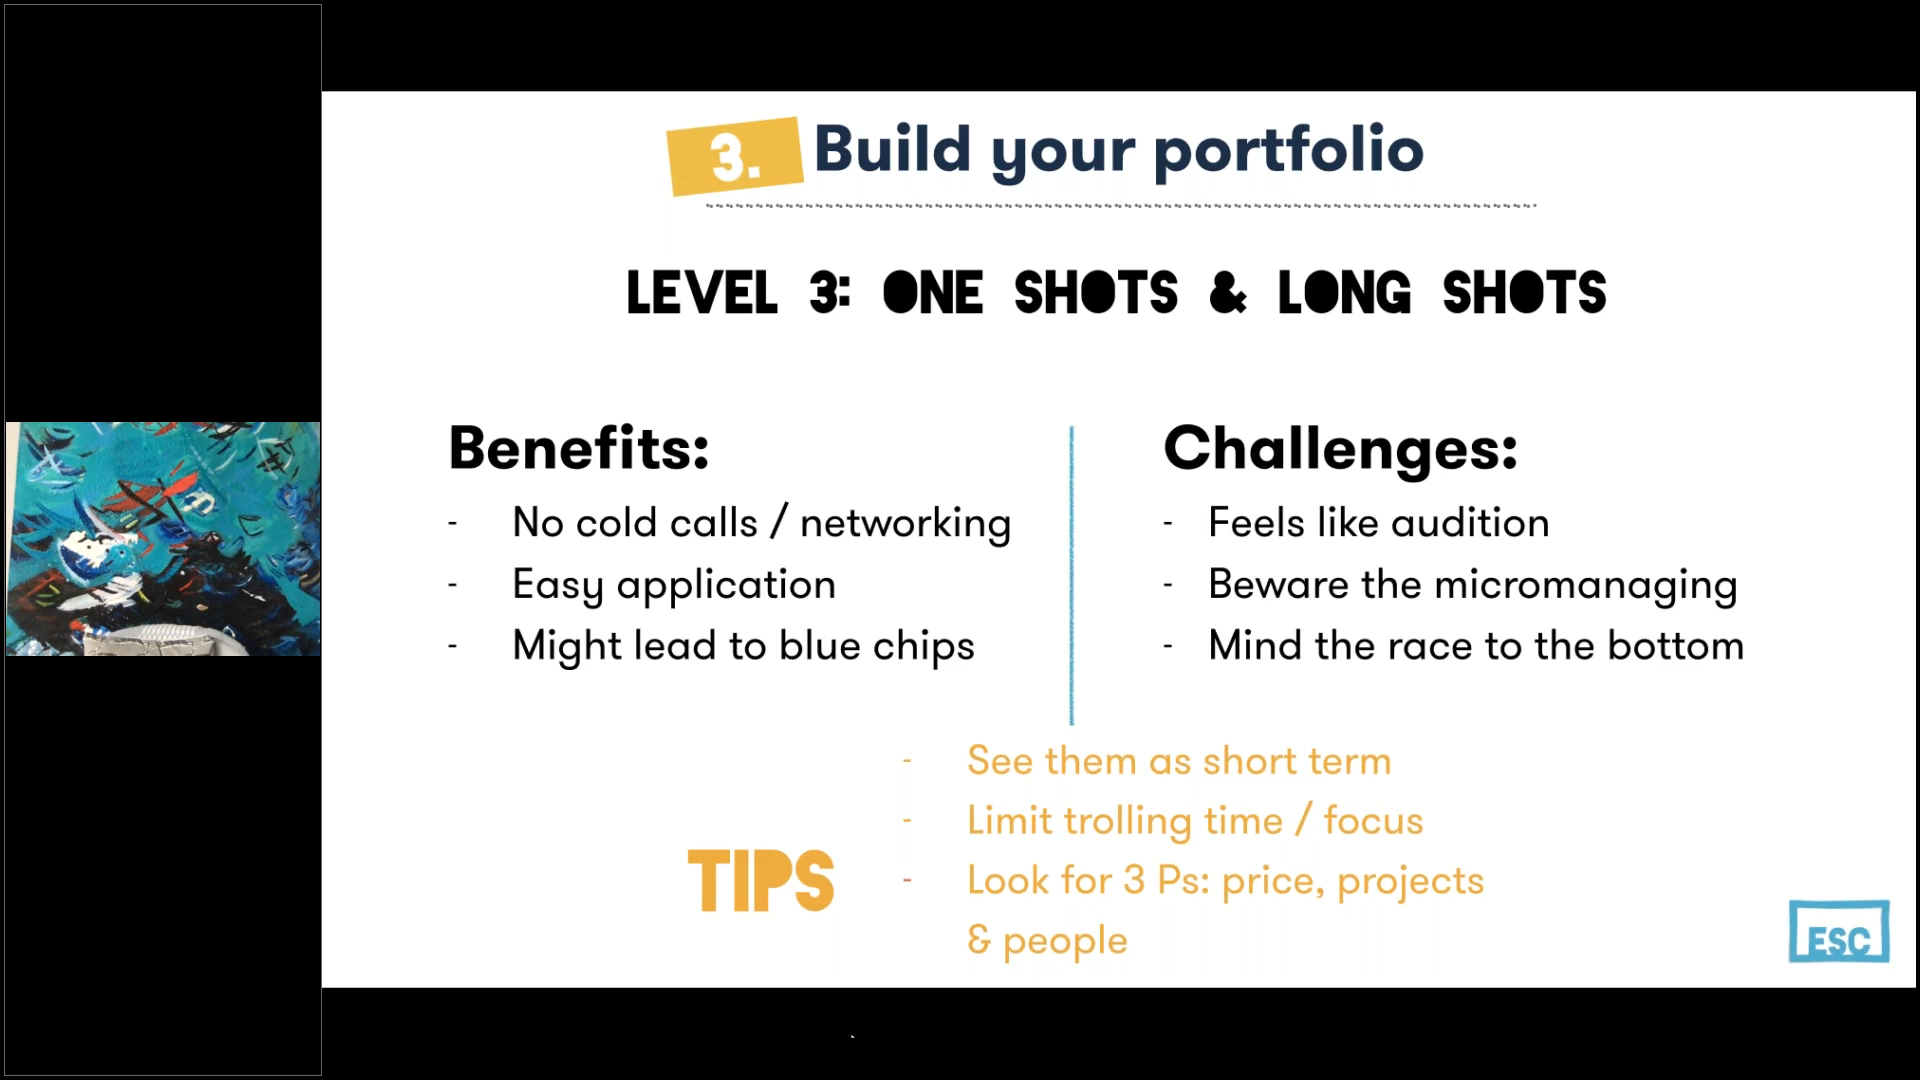 3. Build your portfolio
LEVEL 3: ONE SHOTS & LONG SHOTS
Benefits:
- No cold calls / networking
- Easy application
- Might lead to blue chips
Challenges:
- Feels like audition
- Beware the micromanaging
- Mind the race to the bottom
TIPS
- See them as short term
- Limit trolling time / focus
- Look for 3 Ps: price, projects
& people
ESC